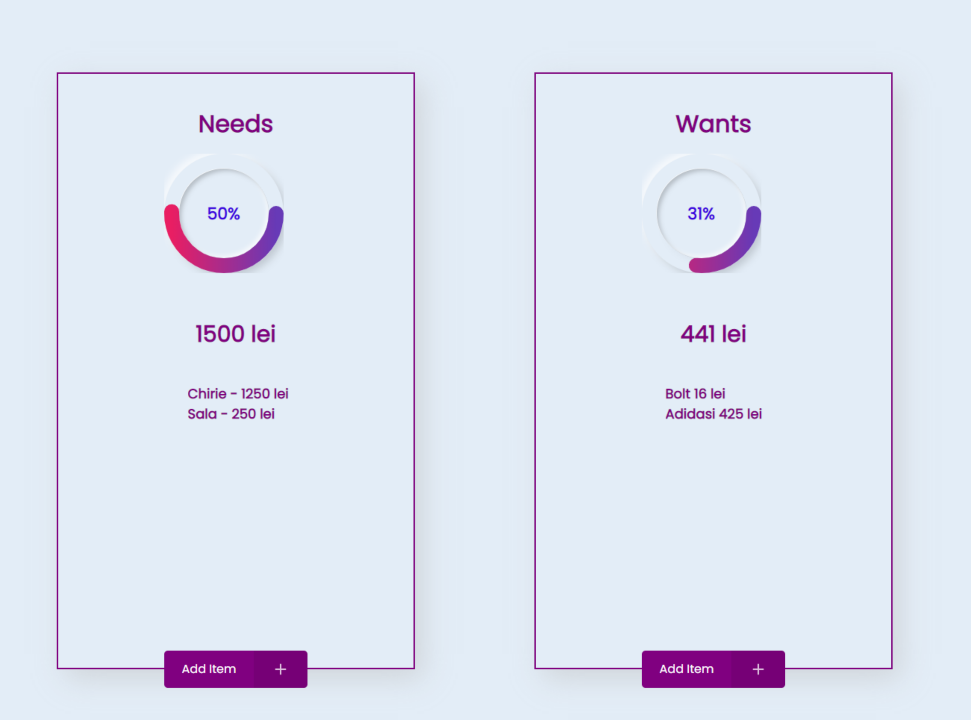 Needs
50%
1500 lei
Chirie - 1250 lei
Sala - 250 lei
Add Item +
Wants
31%
441 lei
Bolt 16 lei
Adidasi 425 lei
Add Item +